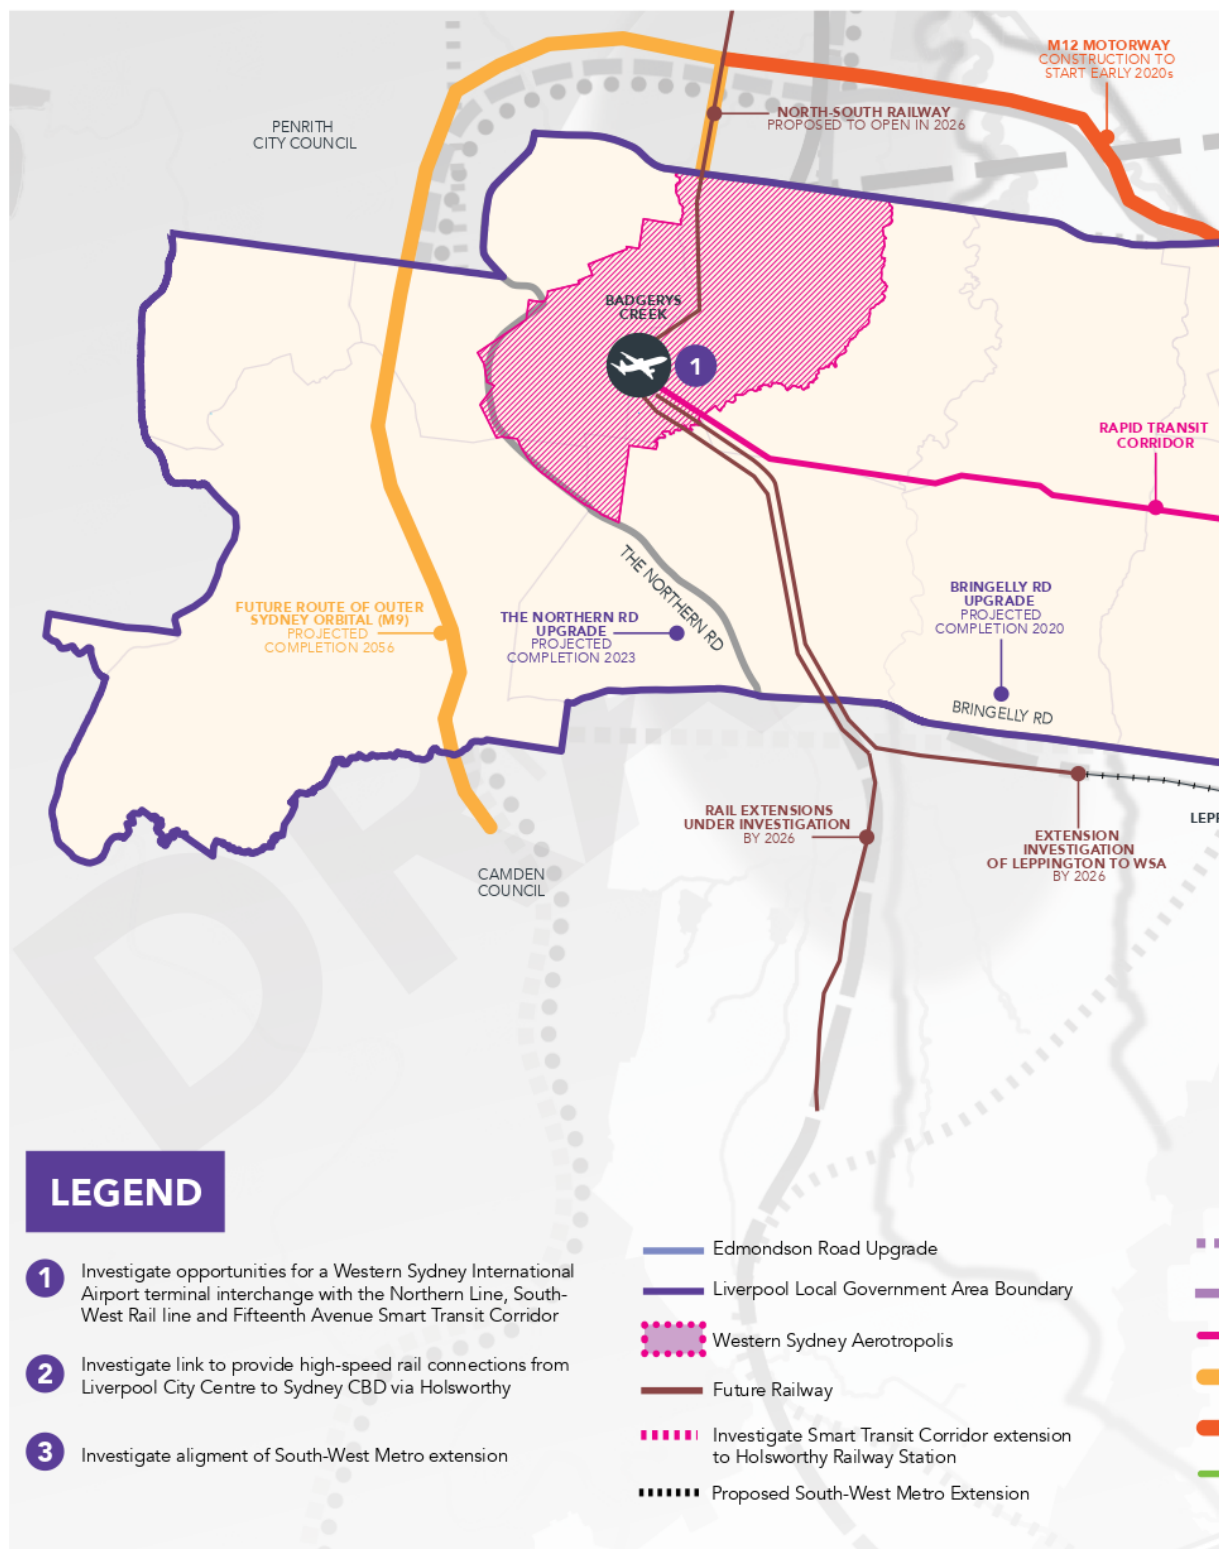 M12 MOTORWAY
CONSTRUCTION TO
START EARLY 2020s
PENRITH
CITY COUNCIL
NORTH-SOUTH RAILWAY
PROPOSED TO OPEN IN 2026
BADGERYS
CREEK
1
RAPID TRANSIT
CORRIDOR
THE NORTHERN RD
FUTURE ROUTE OF OUTER
SYDNEY ORBITAL (M9)
PROJECTED
COMPLETION 2056
THE NORTHERN RD
UPGRADE
PROJECTED
COMPLETION 2023
BRINGELLY RD
UPGRADE
PROJECTED
COMPLETION 2020
BRINGELLY RD
RAIL EXTENSIONS
UNDER INVESTIGATION
BY 2026
LEPP
EXTENSION
INVESTIGATION
OF LEPPINGTON TO WSA
BY 2026
CAMDEN
COUNCIL
LEGEND
1 Investigate opportunities for a Western Sydney International
Airport terminal interchange with the Northern Line, South-
West Rail line and Fifteenth Avenue Smart Transit Corridor
2 Investigate link to provide high-speed rail connections from
Liverpool City Centre to Sydney CBD via Holsworthy
3 Investigate aligment of South-West Metro extension
Edmondson Road Upgrade
Liverpool Local Government Area Boundary
Western Sydney Aerotropolis
Future Railway
Investigate Smart Transit Corridor extension
to Holsworthy Railway Station
Proposed South-West Metro Extension